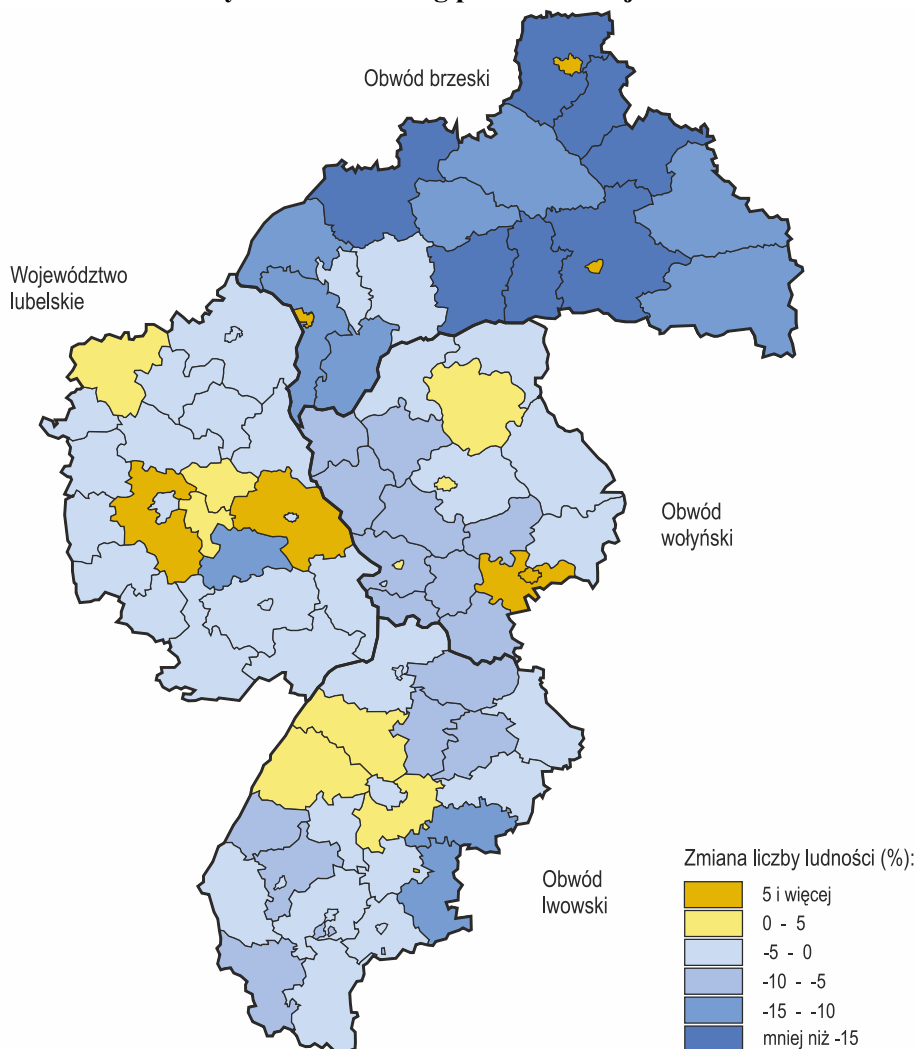 Obwód brzeski
Województwo
lubelskie
Obwód
wołyński
Obwód
lwowski
Zmiana liczby ludności (%):
5 i więcej
0 - 5
-5 - 0
-10 - -5
-15 - -10
mniej niż -15